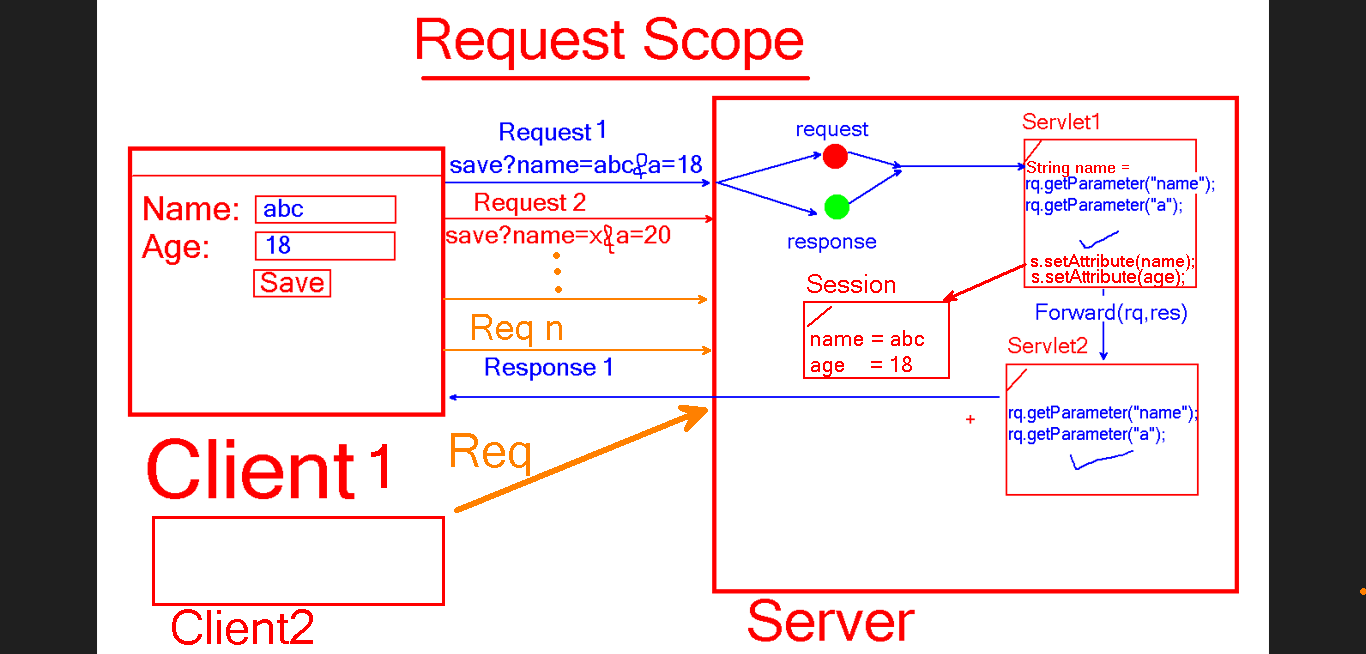 Request Scope
Request 1
save?name=abc&a=18
Request 2
save?name=x&a=20
Req n
Response 1
Req
Name: abc
Age: 18
Save
Client 1
Client2
request
response
Servlet1
String name =
rq.getParameter("name");
rq.getParameter("a");
s.setAttribute(name);
s.setAttribute(age);
Session
name = abc
age = 18
Forward(rq,res)
Servlet2
rq.getParameter("name");
rq.getParameter("a");
+
Server